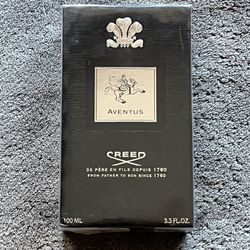 AVENTUS
CREED
DE PÈRE EN FILS DEPUIS 1760
FROM FATHER TO SON SINCE 1760
100 ML 3.3 FL.OZ.